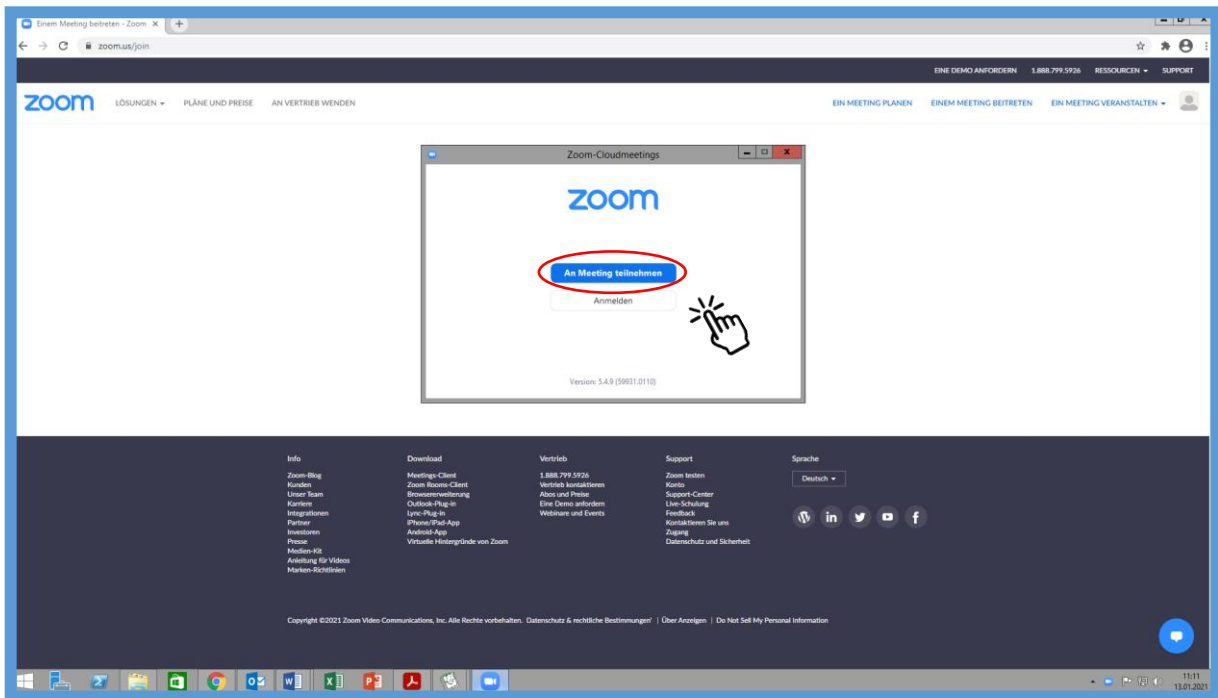 Einem Meeting beitreten - Zoom
zoom.us/join
EINE DEMO ANFORDERN 1.888.799.5926 RESSOURCEN SUPPORT
zoom LÖSUNGEN PLÄNE UND PREISE AN VERTRIEB WENDEN EIN MEETING PLANEN EINEM MEETING BEITRETEN EIN MEETING VERANSTALTEN
Zoom-Cloudmeetings
zoom
An Meeting teilnehmen
Anmelden
Version: 5.4.9 (59931.0110)
Info
Zoom-Blog
Kunden
Unser Team
Karriere
Integrationen
Partner
Investoren
Presse
Medien-Kit
Anleitung für Videos
Marken-Richtlinien
Download
Meetings-Client
Zoom Rooms-Client
Browsererweiterung
Outlook-Plug-in
Lync-Plug-In
iPhone/iPad-App
Android-App
Virtuelle Hintergründe von Zoom
Vertrieb
1.888.799.5926
Vertrieb kontaktieren
Abos und Preise
Eine Demo anfordern
Webinare und Events
Support
Zoom testen
Konto
Support-Center
Live-Schulung
Feedback
Kontaktieren Sie uns
Zugang
Datenschutz und Sicherheit
Sprache
Deutsch
Copyright ©2021 Zoom Video Communications, Inc. Alle Rechte vorbehalten. Datenschutz & rechtliche Bestimmungen | Über Anzeigen | Do Not Sell My Personal Information
11:11
13.01.2021